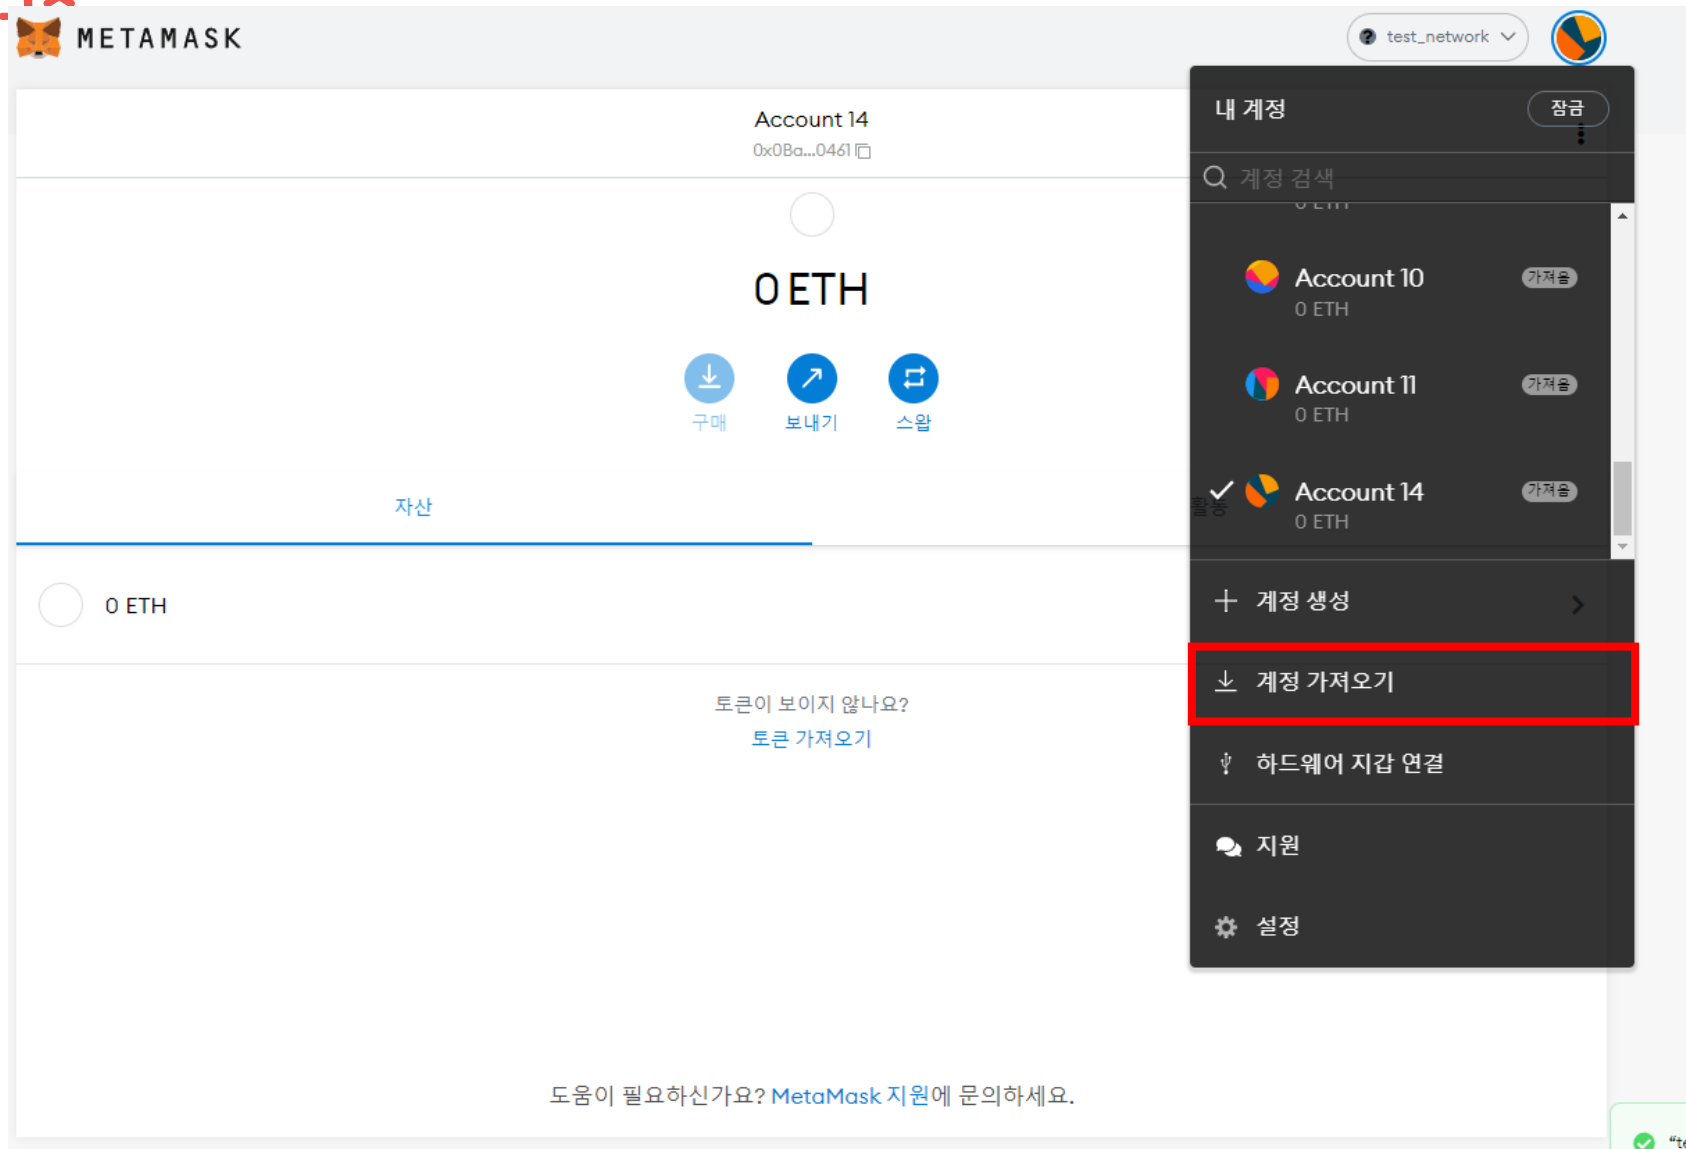 METAMASK
test_network
Account 14
0x0Ba...0461
0 ETH
구매
보내기
스왑
자산
활동
0 ETH
토큰이 보이지 않나요?
토큰 가져오기
도움이 필요하신가요? MetaMask 지원에 문의하세요.
내 계정
잠금
계정 검색
0 ETH
Account 10
가져옴
0 ETH
Account 11
가져옴
0 ETH
Account 14
가져옴
0 ETH
계정 생성
계정 가져오기
하드웨어 지갑 연결
지원
설정